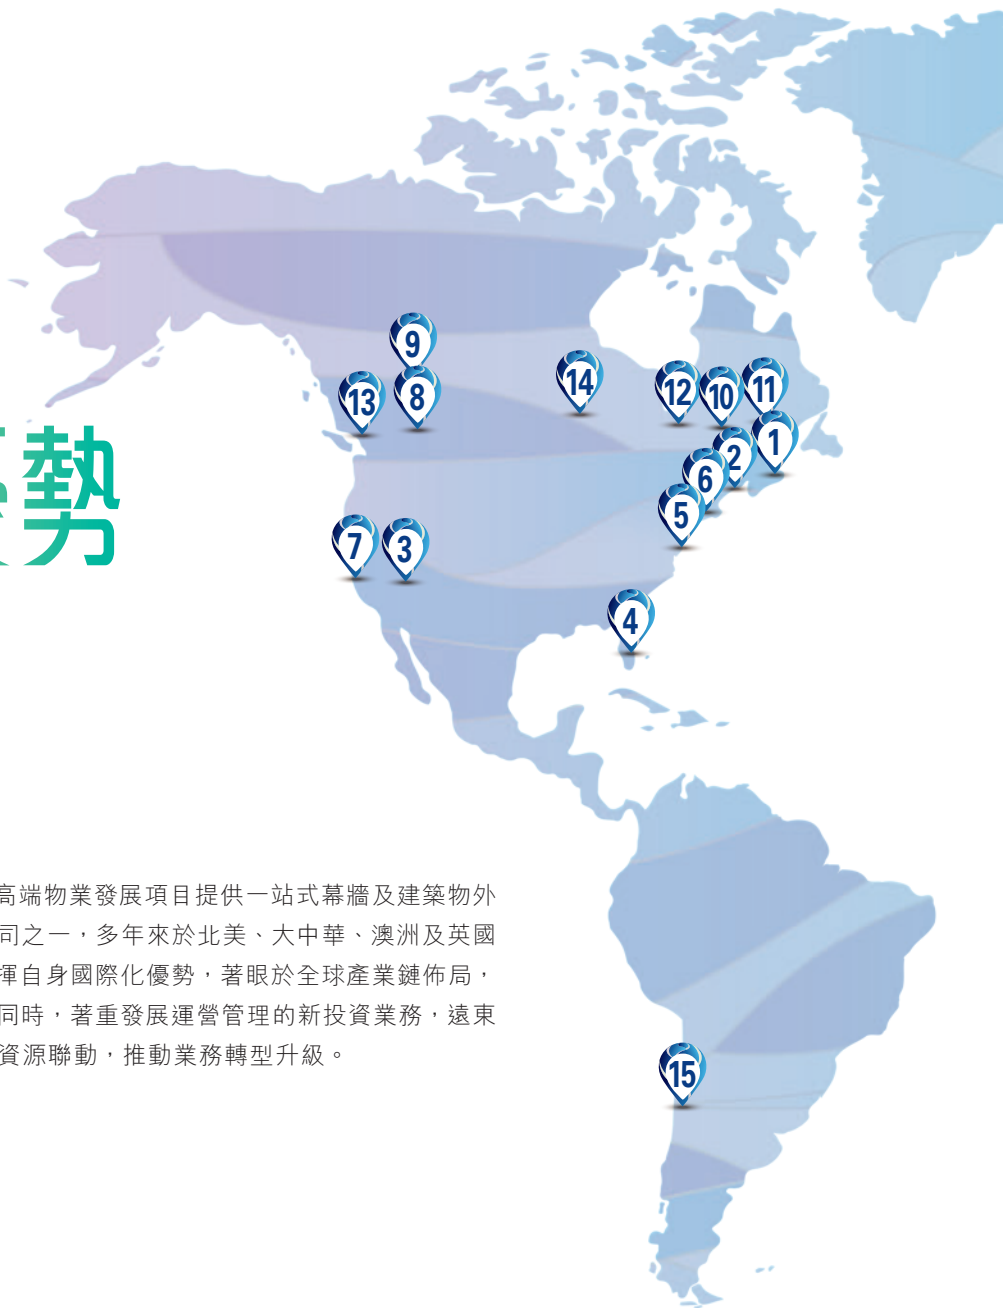 勢
9
14
12
10
11
13
8
1
2
6
5
7
3
4
高端物業發展項目提供一站式幕牆及建築物外
同之一，多年來於北美、大中華、澳洲及英國
揮自身國際化優勢，著眼於全球產業鏈佈局，
同時，著重發展運營管理的新投資業務，遠東
資源聯動，推動業務轉型升級。
15